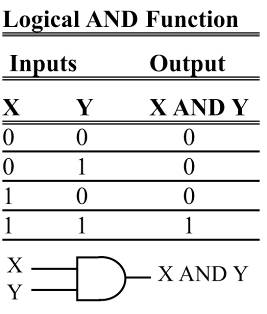 Logical AND Function
Inputs Output
X Y X AND Y
0 0 0
0 1 0
1 0 0
1 1 1
X
X AND Y
Y